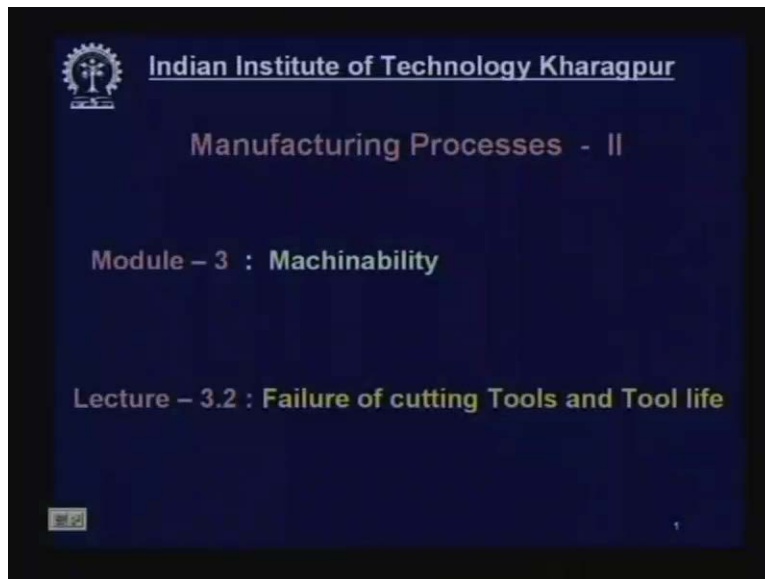 Indian Institute of Technology Kharagpur
Manufacturing Processes - II
Module – 3 : Machinability
Lecture – 3.2 : Failure of cutting Tools and Tool life
1